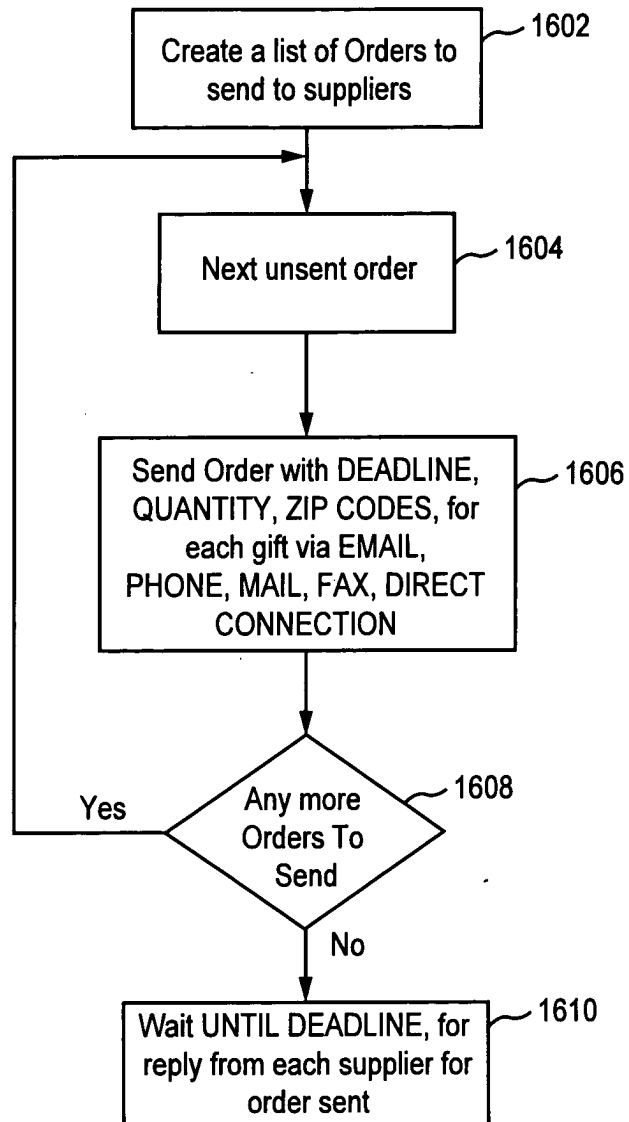 1602
Create a list of Orders to
send to suppliers
1604
Next unsent order
1606
Send Order with DEADLINE,
QUANTITY, ZIP CODES, for
each gift via EMAIL,
PHONE, MAIL, FAX, DIRECT
CONNECTION
1608
Yes
Any more
Orders To
Send
No
1610
Wait UNTIL DEADLINE, for
reply from each supplier for
order sent